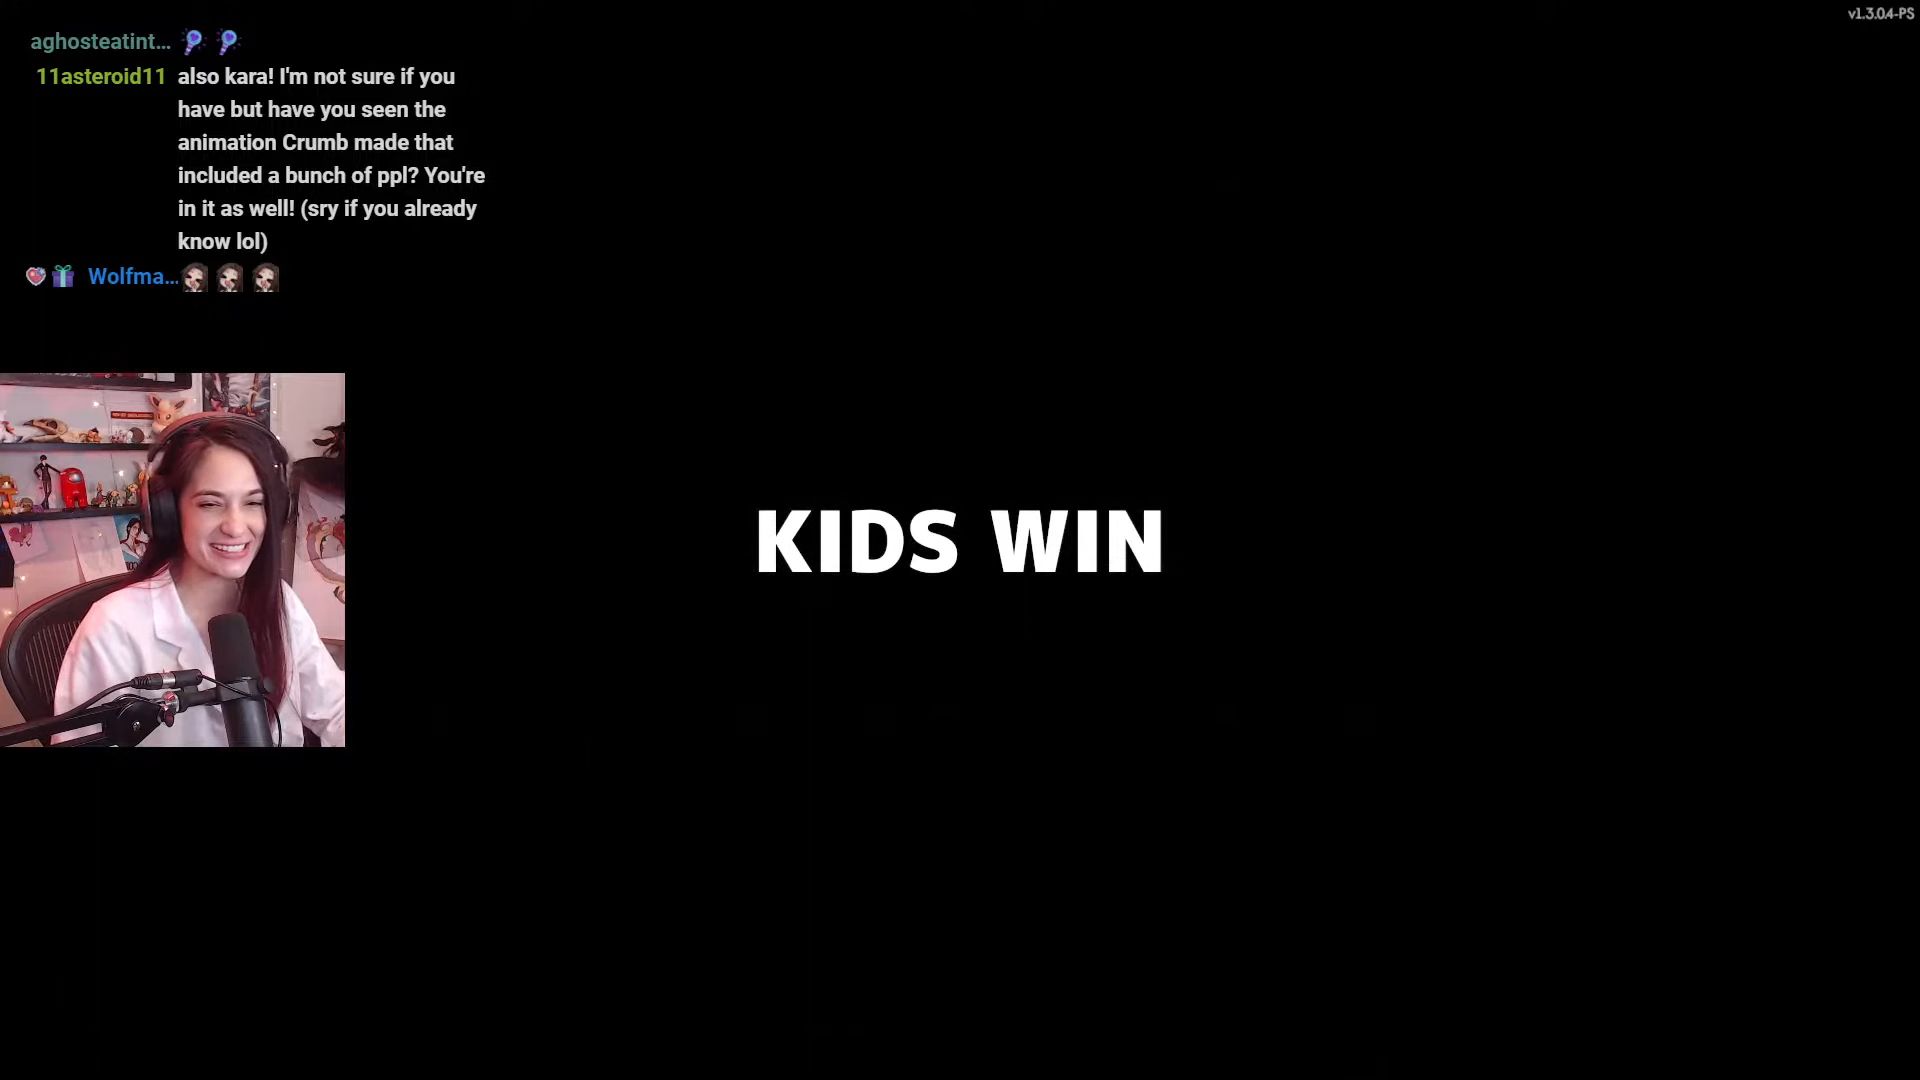 v1.3.0.4-PS
aghosteatint...
11asteroid11 also kara! I'm not sure if you
have but have you seen the
animation Crumb made that
included a bunch of ppl? You're
in it as well! (sry if you already
know lol)
Wolfma...
KIDS WIN